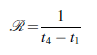 ℛ = 1 / (t₄ − t₁)